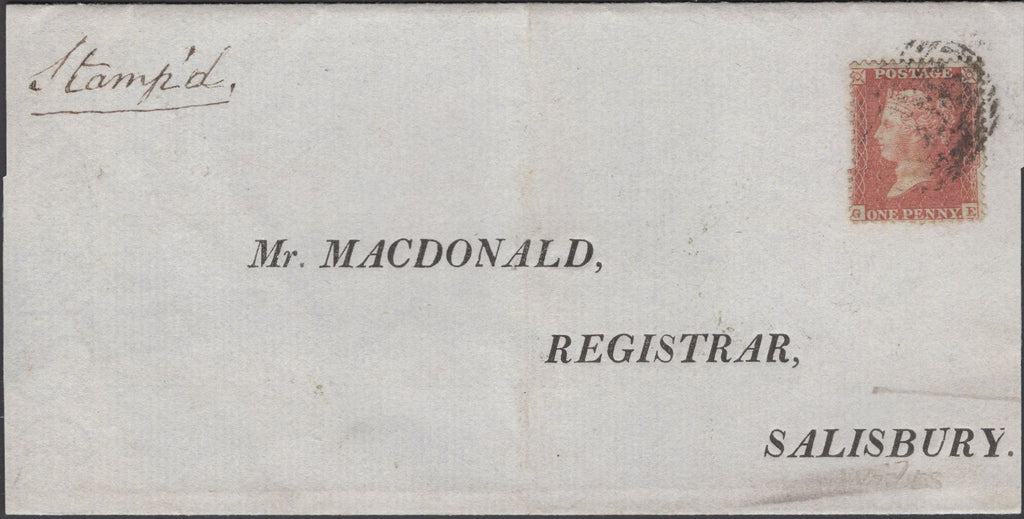 Stamp'd.
POSTAGE
ONE PENNY
E
Mr. MACDONALD,
REGISTRAR,
SALISBURY.